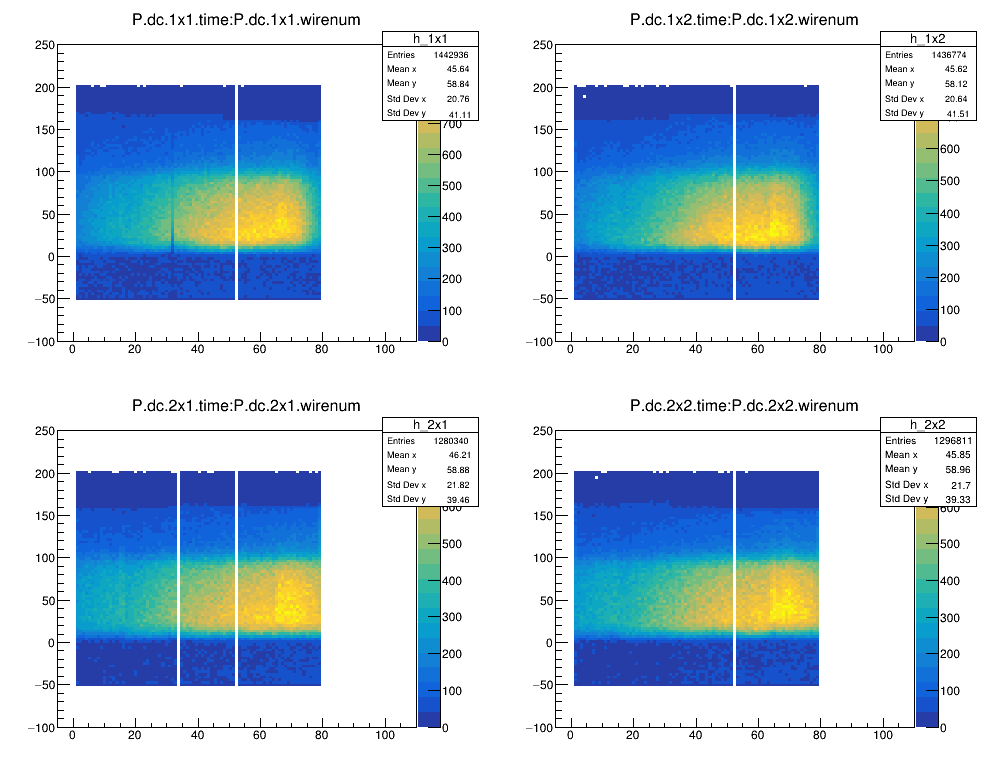 P.dc.1x1.time:P.dc.1x1.wirenum
h_1x1
Entries 1442936
Mean x 45.64
Mean y 58.84
Std Dev x 20.76
Std Dev y 41.11
250
200
150
100
50
0
−50
−100
0 20 40 60 80 100
700
600
500
400
300
200
100
0
P.dc.1x2.time:P.dc.1x2.wirenum
h_1x2
Entries 1436774
Mean x 45.62
Mean y 58.12
Std Dev x 20.64
Std Dev y 41.51
250
200
150
100
50
0
−50
−100
0 20 40 60 80 100
600
500
400
300
200
100
0
P.dc.2x1.time:P.dc.2x1.wirenum
h_2x1
Entries 1280340
Mean x 46.21
Mean y 58.88
Std Dev x 21.82
Std Dev y 39.46
250
200
150
100
50
0
−50
−100
0 20 40 60 80 100
600
500
400
300
200
100
0
P.dc.2x2.time:P.dc.2x2.wirenum
h_2x2
Entries 1296811
Mean x 45.85
Mean y 58.96
Std Dev x 21.7
Std Dev y 39.33
250
200
150
100
50
0
−50
−100
0 20 40 60 80 100
600
500
400
300
200
100
0